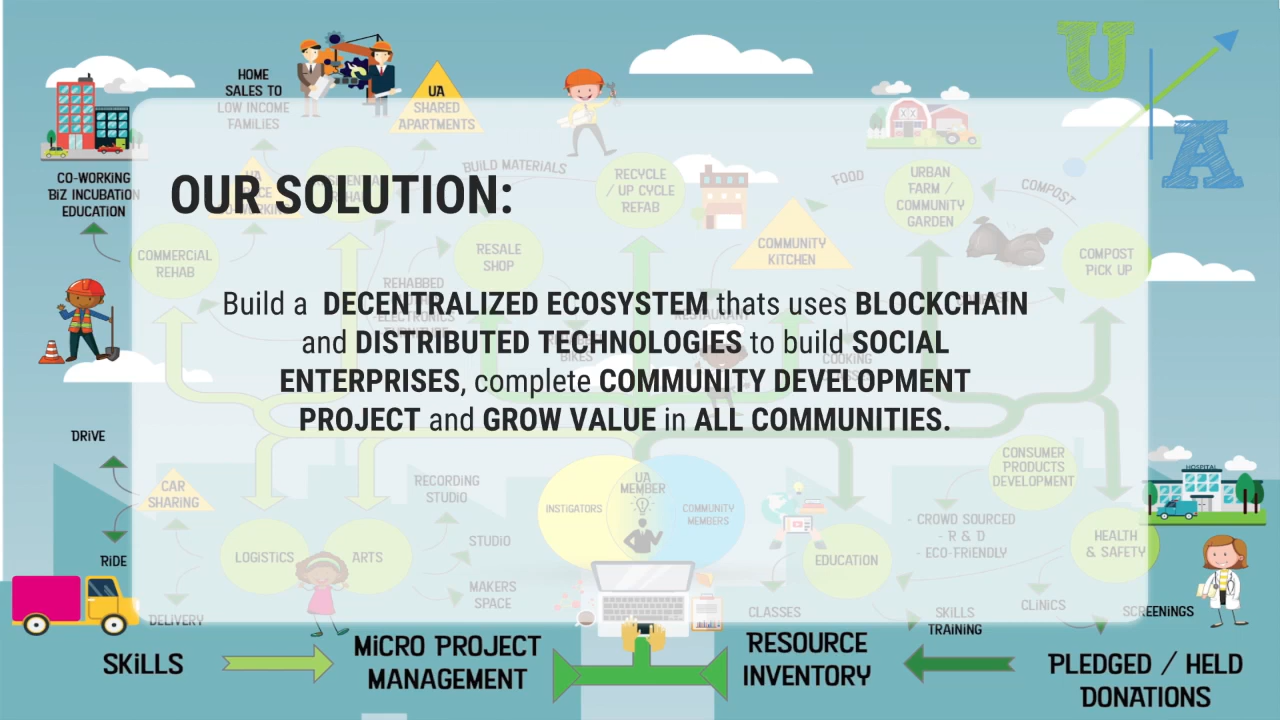 U
A
HOME
SALES TO
LOW INCOME
FAMILIES
UA
SHARED
APARTMENTS
CO-WORKING
BIZ INCUBATION
EDUCATION
BUILD MATERIALS
RECYCLE
/ UP CYCLE
REFAB
FOOD
URBAN
FARM /
COMMUNITY
GARDEN
COMPOST
COMPOST
PICK UP
OUR SOLUTION:
COMMERCIAL
REHAB
RESALE
SHOP
COMMUNITY
KITCHEN
REHABBED
Build a DECENTRALIZED ECOSYSTEM thats uses BLOCKCHAIN
and DISTRIBUTED TECHNOLOGIES to build SOCIAL
ENTERPRISES, complete COMMUNITY DEVELOPMENT
PROJECT and GROW VALUE in ALL COMMUNITIES.
BIKES
COOKING
DRIVE
CAR
SHARING
RIDE
DELIVERY
RECORDING
STUDIO
STUDIO
MAKERS
SPACE
LOGISTICS
ARTS
INSTIGATORS
UA
MEMBER
COMMUNITY
MEMBERS
CONSUMER
PRODUCTS
DEVELOPMENT
- CROWD SOURCED
- R & D
- ECO-FRIENDLY
EDUCATION
HEALTH
& SAFETY
HOSPITAL
CLASSES
SKILLS
TRAINING
CLINICS
SCREENINGS
SKILLS
MICRO PROJECT
MANAGEMENT
RESOURCE
INVENTORY
PLEDGED / HELD
DONATIONS